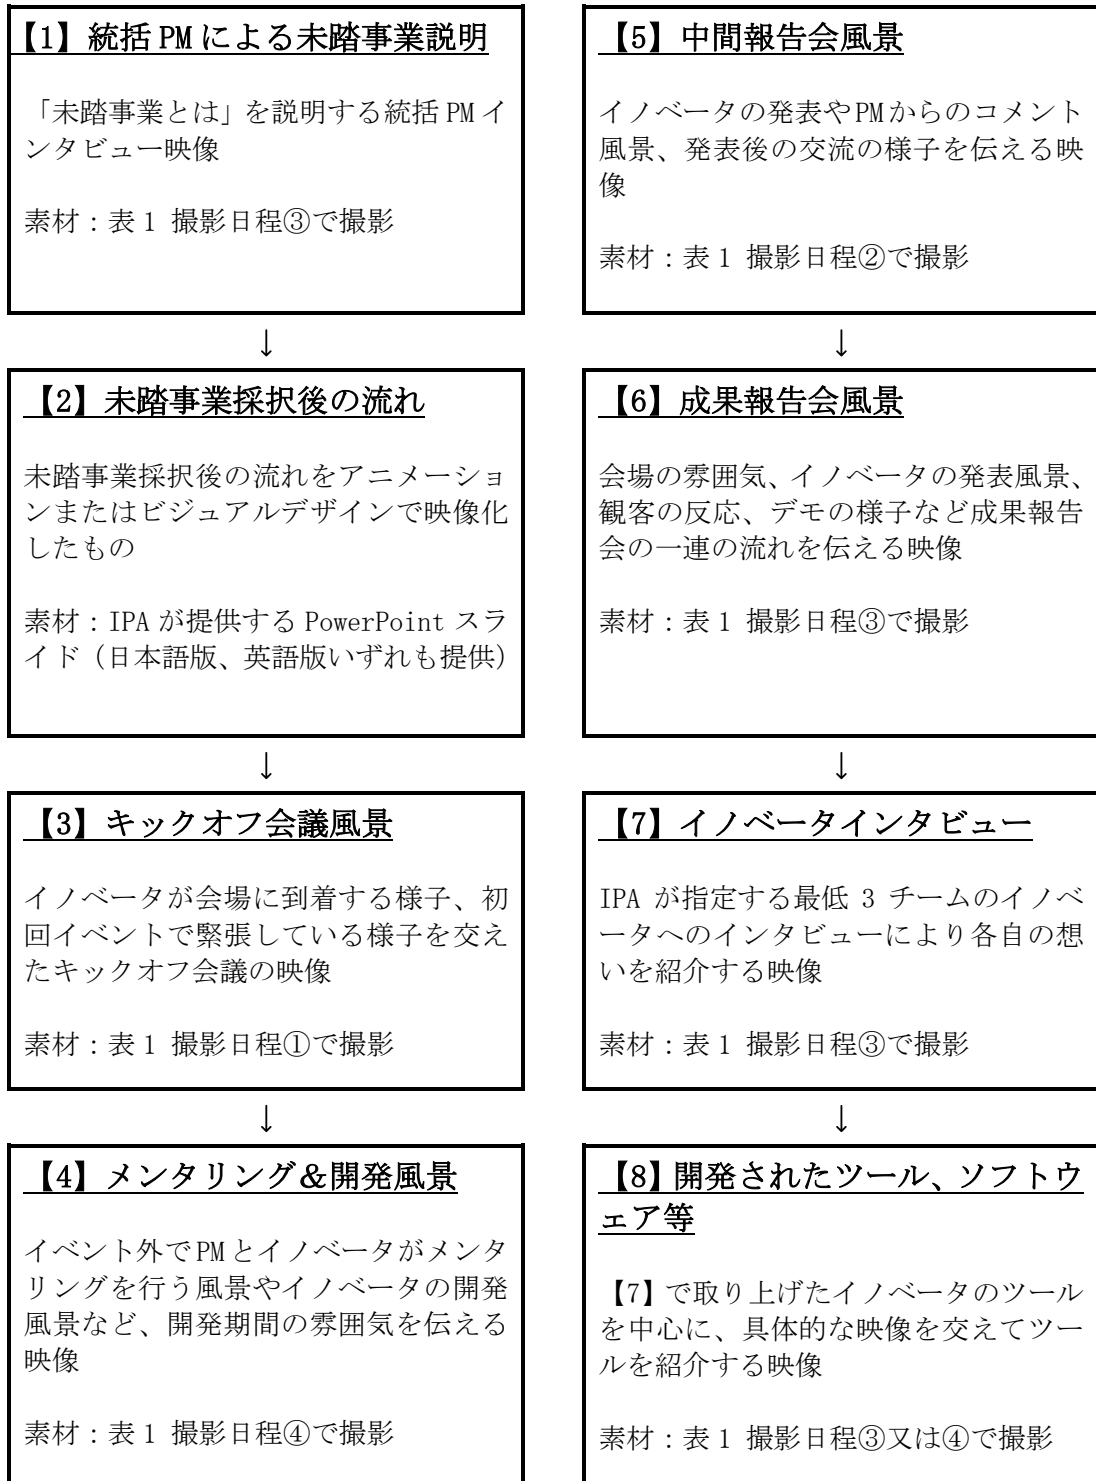 【1】統括 PM による未踏事業説明
「未踏事業とは」を説明する統括 PM イ
ンタビュー映像
素材：表 1 撮影日程③で撮影
↓
【2】未踏事業採択後の流れ
未踏事業採択後の流れをアニメーショ
ンまたはビジュアルデザインで映像化
したもの
素材：IPA が提供する PowerPoint スラ
イド（日本語版、英語版いずれも提供）
↓
【3】キックオフ会議風景
イノベータが会場に到着する様子、初
回イベントで緊張している様子を交え
たキックオフ会議の映像
素材：表 1 撮影日程①で撮影
↓
【4】メンタリング＆開発風景
イベント外で PM とイノベータがメンタ
リングを行う風景やイノベータの開発
風景など、開発期間の雰囲気を伝える
映像
素材：表 1 撮影日程④で撮影
【5】中間報告会風景
イノベータの発表や PM からのコメント
風景、発表後の交流の様子を伝える映
像
素材：表 1 撮影日程②で撮影
↓
【6】成果報告会風景
会場の雰囲気、イノベータの発表風景、
観客の反応、デモの様子など成果報告
会の一連の流れを伝える映像
素材：表 1 撮影日程③で撮影
↓
【7】イノベータインタビュー
IPA が指定する最低 3 チームのイノベ
ータへのインタビューにより各自の想
いを紹介する映像
素材：表 1 撮影日程③で撮影
↓
【8】開発されたツール、ソフトウ
ェア等
【7】で取り上げたイノベータのツール
を中心に、具体的な映像を交えてツー
ルを紹介する映像
素材：表 1 撮影日程③又は④で撮影